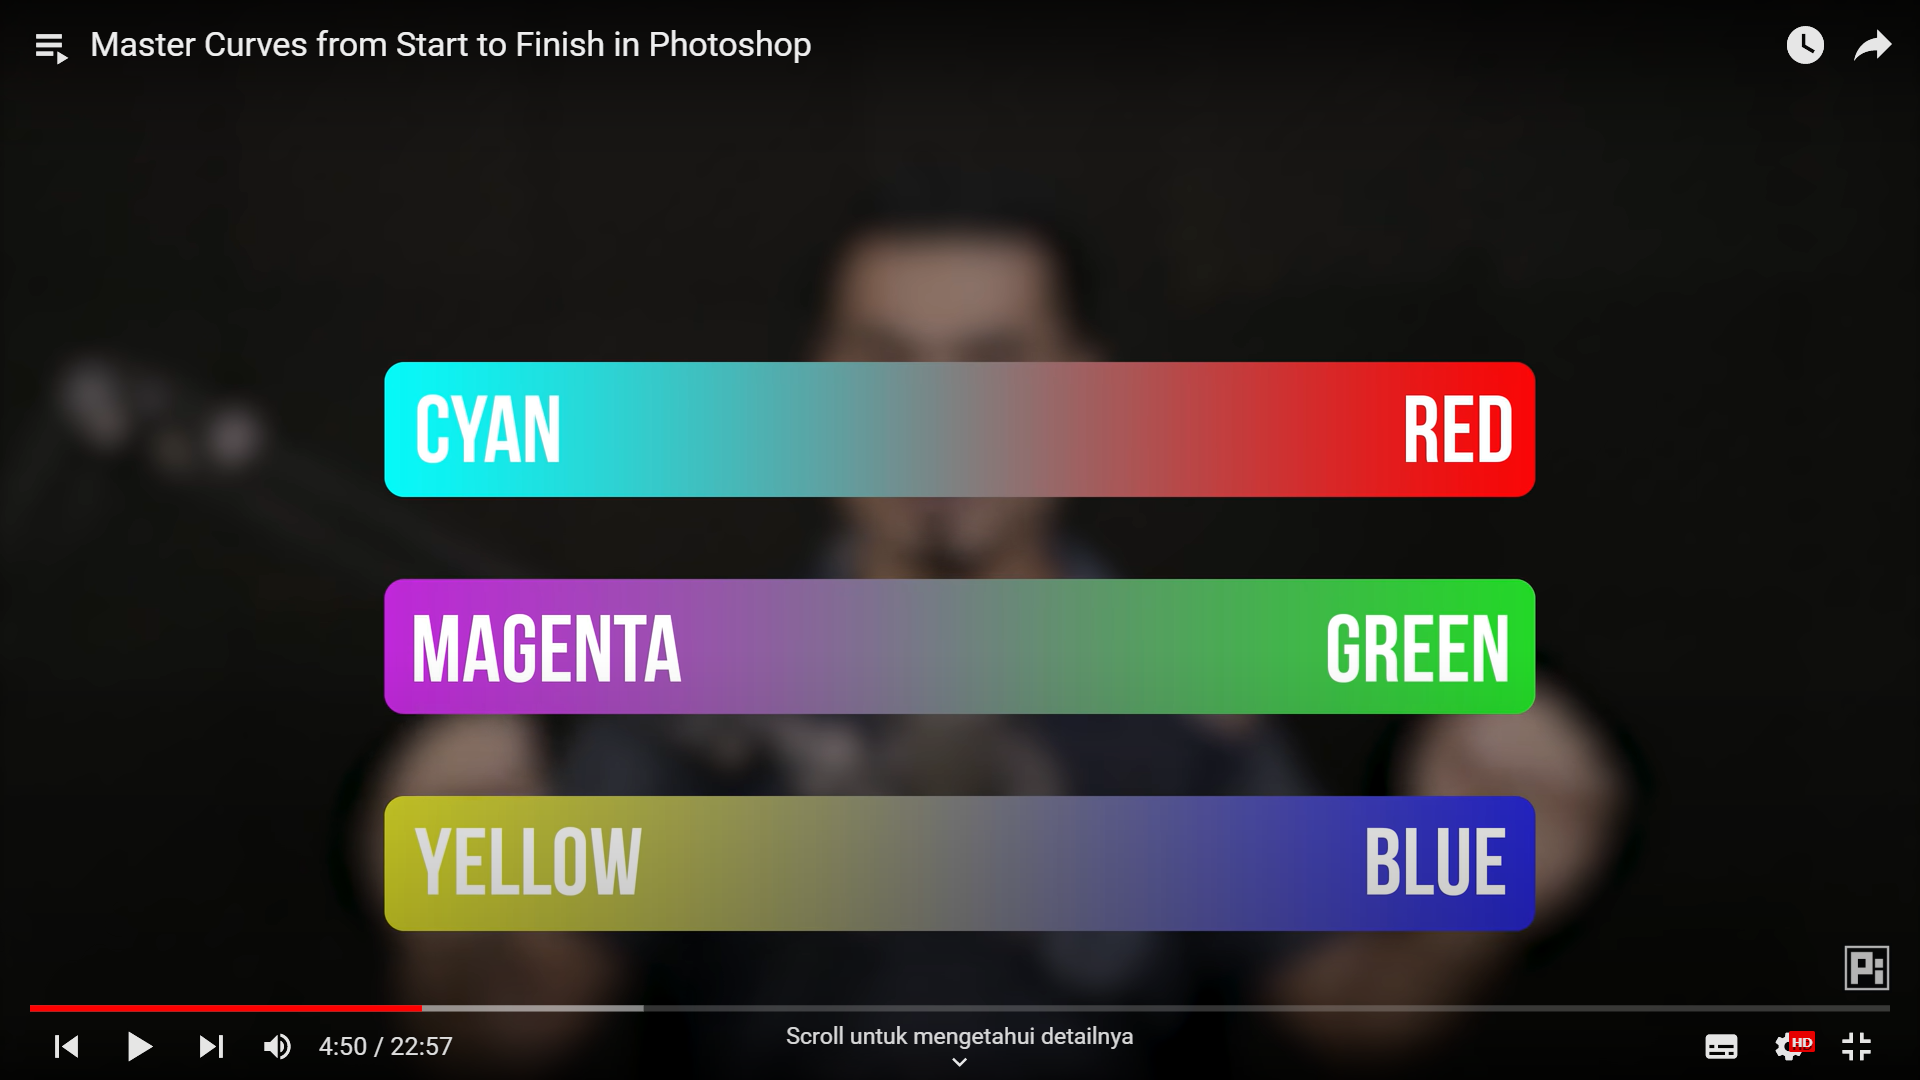 Master Curves from Start to Finish in Photoshop
CYAN RED
MAGENTA GREEN
YELLOW BLUE
Pi
4:50 / 22:57
Scroll untuk mengetahui detailnya
HD